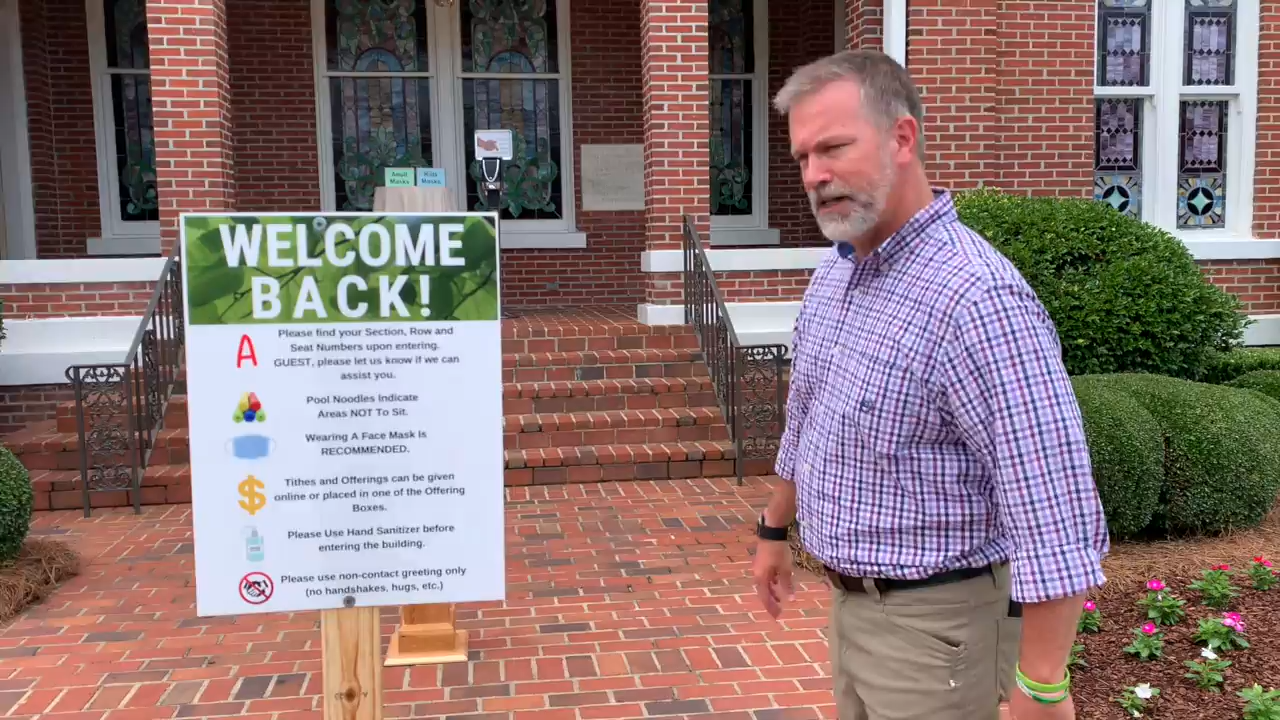 Adult
Masks
Kids
Masks
WELCOME
BACK!
A
Please find your Section, Row and
Seat Numbers upon entering.
GUEST, please let us know if we can
assist you.
Pool Noodles Indicate
Areas NOT To Sit.
Wearing A Face Mask Is
RECOMMENDED.
$
Tithes and Offerings can be given
online or placed in one of the Offering
Boxes.
Please Use Hand Sanitizer before
entering the building.
Please use non-contact greeting only
(no handshakes, hugs, etc.)